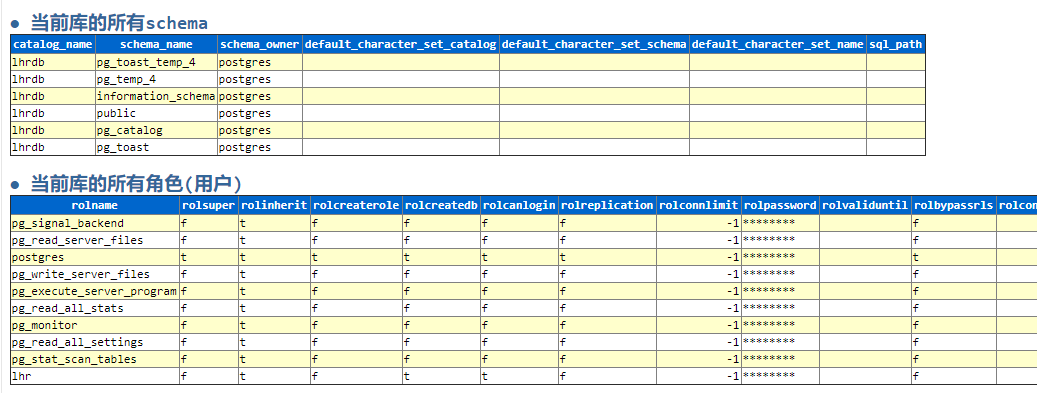 ● 当前库的所有schema
catalog_name schema_name schema_owner default_character_set_catalog default_character_set_schema default_character_set_name sql_path
lhrdb pg_toast_temp_4 postgres
lhrdb pg_temp_4 postgres
lhrdb information_schema postgres
lhrdb public postgres
lhrdb pg_catalog postgres
lhrdb pg_toast postgres
● 当前库的所有角色(用户)
rolname rolsuper rolinherit rolcreaterole rolcreatedb rolcanlogin rolreplication rolconnlimit rolpassword rolvaliduntil rolbypassrls rolcon
pg_signal_backend f t f f f f -1 ******** f
pg_read_server_files f t f f f f -1 ******** f
postgres t t t t t t -1 ******** t
pg_write_server_files f t f f f f -1 ******** f
pg_execute_server_program f t f f f f -1 ******** f
pg_read_all_stats f t f f f f -1 ******** f
pg_monitor f t f f f f -1 ******** f
pg_read_all_settings f t f f f f -1 ******** f
pg_stat_scan_tables f t f f f f -1 ******** f
lhr f t f t t f -1 ******** f